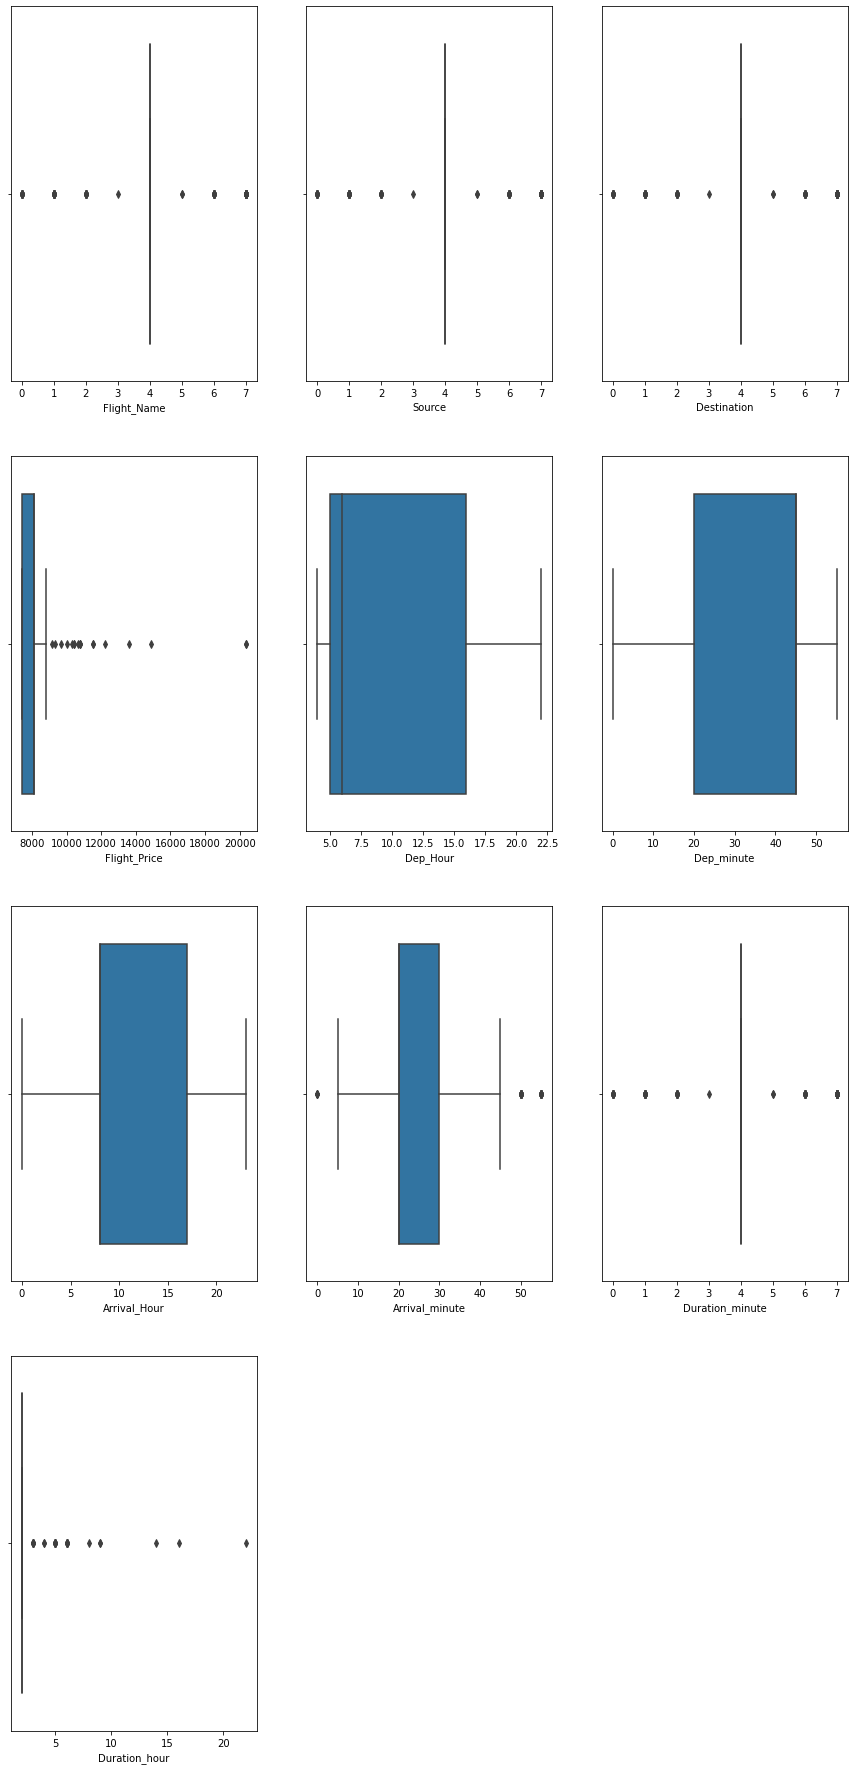 0 1 2 3 4 5 6 7
Flight_Name
0 1 2 3 4 5 6 7
Source
0 1 2 3 4 5 6 7
Destination
8000 10000 12000 14000 16000 18000 20000
Flight_Price
5.0 7.5 10.0 12.5 15.0 17.5 20.0 22.5
Dep_Hour
0 10 20 30 40 50
Dep_minute
0 5 10 15 20
Arrival_Hour
0 10 20 30 40 50
Arrival_minute
0 1 2 3 4 5 6 7
Duration_minute
5 10 15 20
Duration_hour